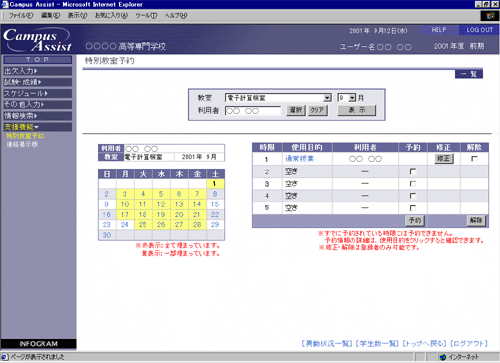 Campus Assist - Microsoft Internet Explorer
ファイル(F) 編集(E) 表示(V) お気に入り(A) ツール(T) ヘルプ(H)
Campus Assist
2001年 9月12日(水) HELP LOG OUT
○○○○高等専門学校 ユーザー名○○ ○○ 2001年度 前期
TOP
出欠入力
試験・成績
スケジュール
その他入力
情報検索
支援機能
特別教室予約
連絡掲示板
特別教室予約
一覧
教室 電子計算機室 9 月
利用者 ○○ ○○ 選択 クリア 表示
利用者 ○○ ○○
教室 電子計算機室 2001年 9月
日 月 火 水 木 金 土
1
2 3 4 5 6 7 8
9 10 11 12 13 14 15
16 17 18 19 20 21 22
23 24 25 26 27 28 29
30
※赤表示:全て埋まっています。
黄表示:一部埋まっています。
時限 使用目的 利用者 予約 修正 解除
1 通常授業 ○○ ○○ 修正
2 空き ―
3 空き ―
4 空き ―
5 空き ―
予約 解除
※すでに予約されている時限には予約できません。
予約情報の詳細は、使用目的をクリックすると確認できます。
※修正・解除は登録者のみ可能です。
[異動状況一覧] [学生数一覧] [トップへ戻る] [ログアウト]
INFOGRAM
ページが表示されました インターネット